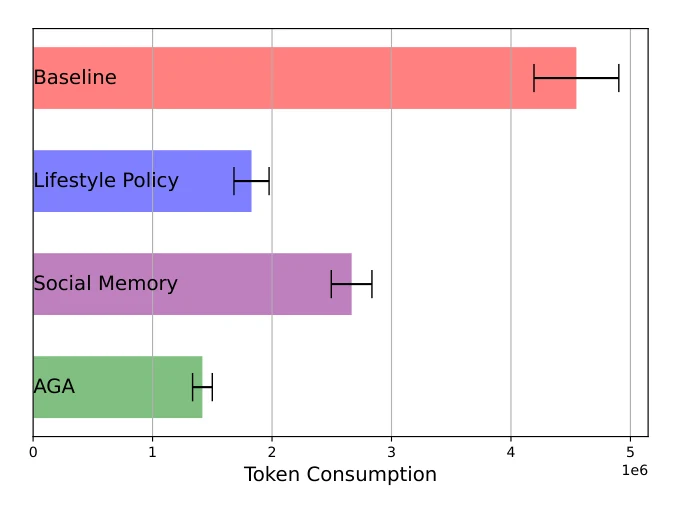 Baseline
Lifestyle Policy
Social Memory
AGA
0 1 2 3 4 5
1e6
Token Consumption